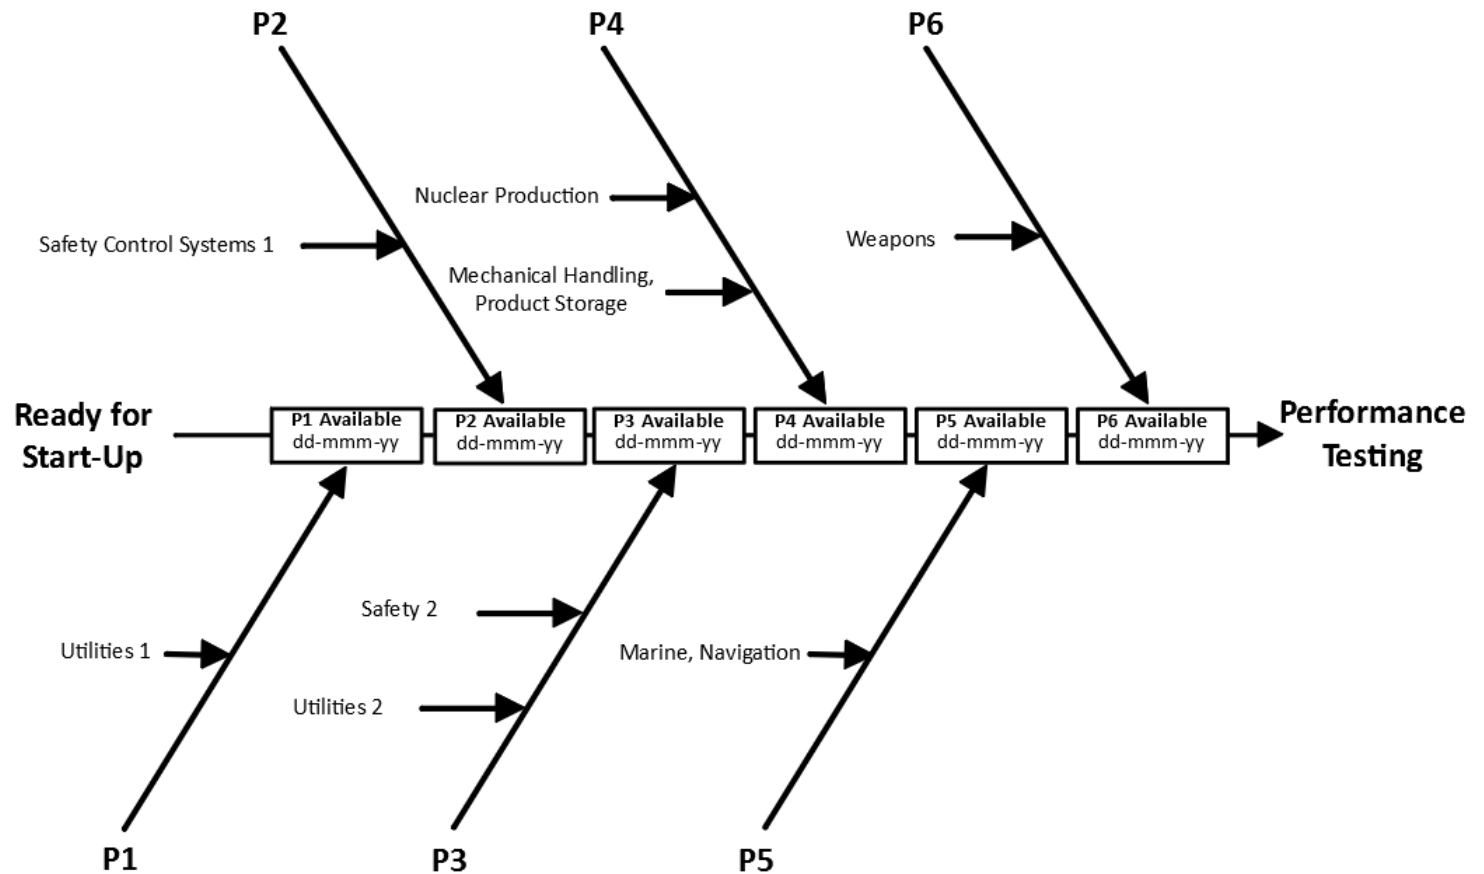 P2
P4
P6
Nuclear Production
Safety Control Systems 1
Weapons
Mechanical Handling,
Product Storage
Ready for
Start-Up
P1 Available
dd-mmm-yy
P2 Available
dd-mmm-yy
P3 Available
dd-mmm-yy
P4 Available
dd-mmm-yy
P5 Available
dd-mmm-yy
P6 Available
dd-mmm-yy
Performance
Testing
Safety 2
Utilities 1
Marine, Navigation
Utilities 2
P1
P3
P5